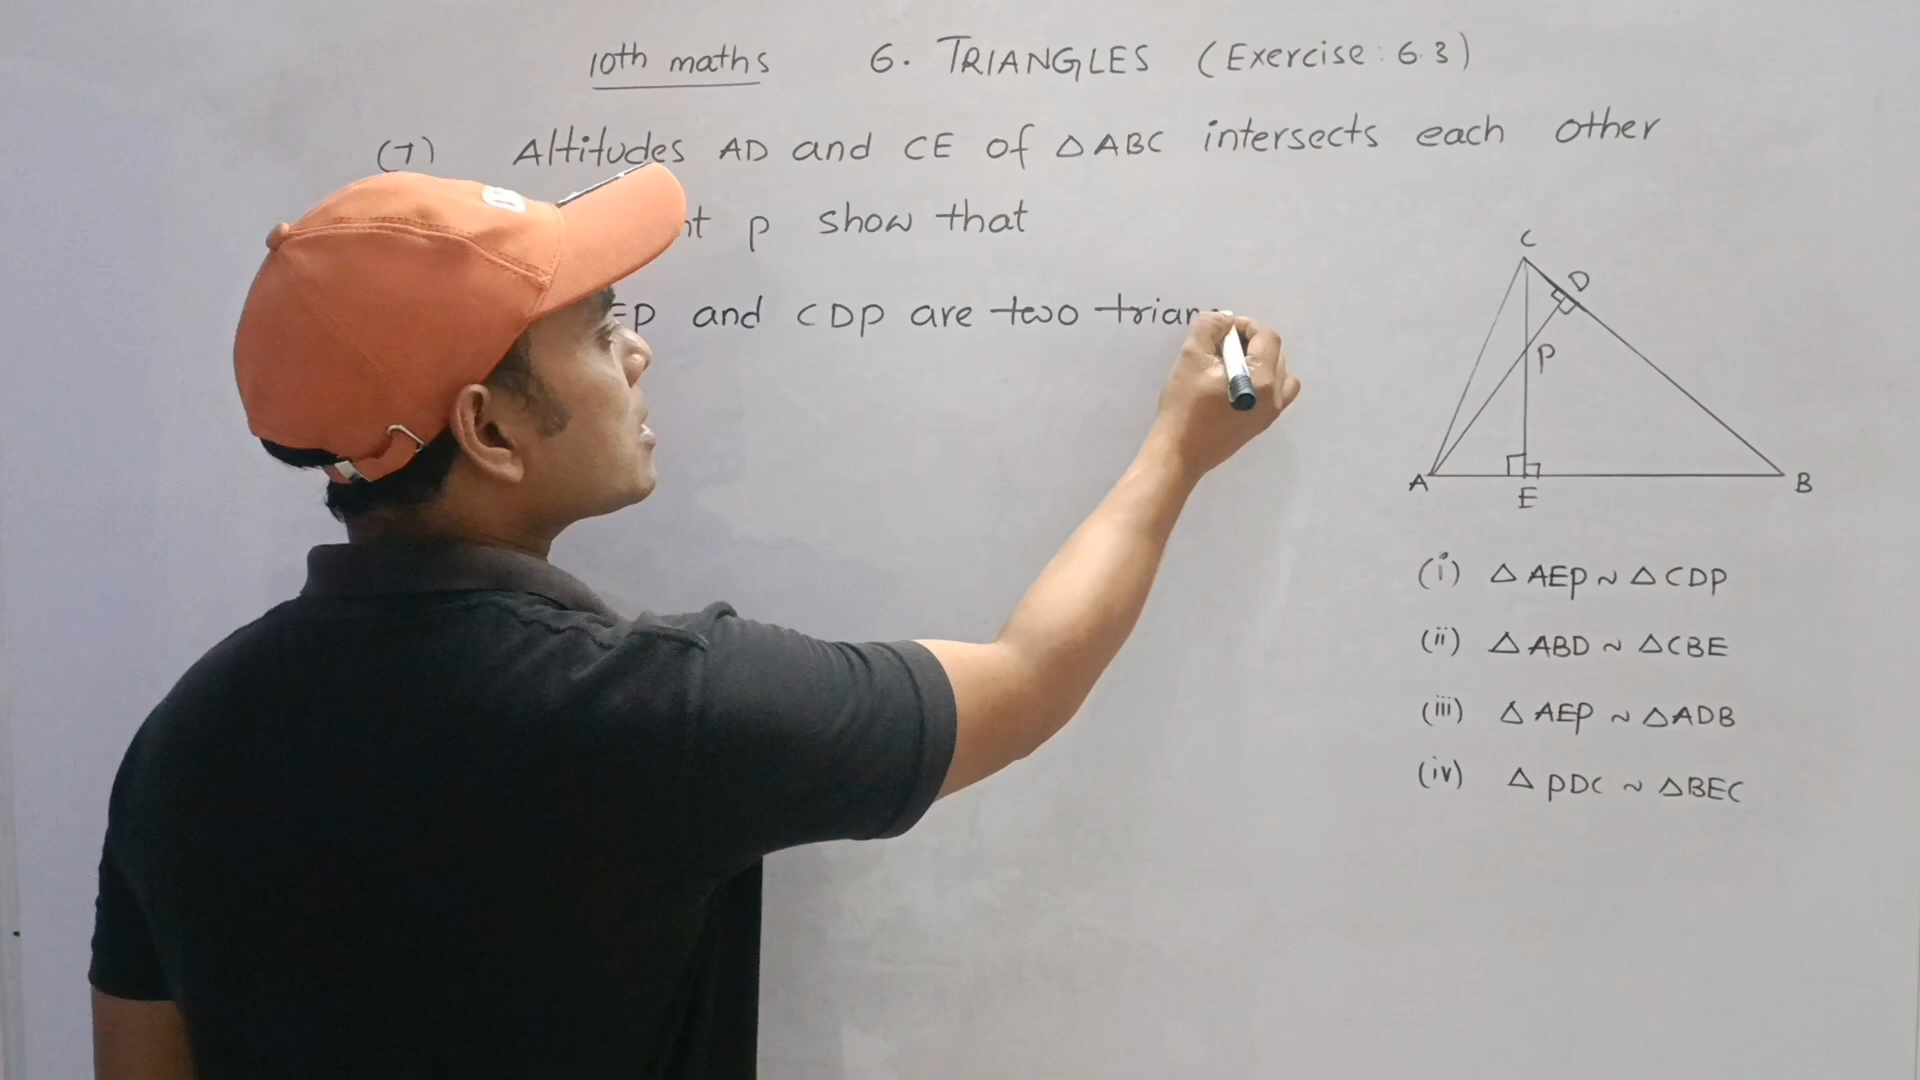 10th maths 6. TRIANGLES (Exercise: 6.3)
(7) Altitudes AD and CE of △ABC intersects each other
p show that
and CDP are two trian
C
D
P
A
E
B
(i) △ AEP ~ △ CDP
(ii) △ ABD ~ △CBE
(iii) △ AEP ~ △ADB
(iv) △ PDC ~ △BEC